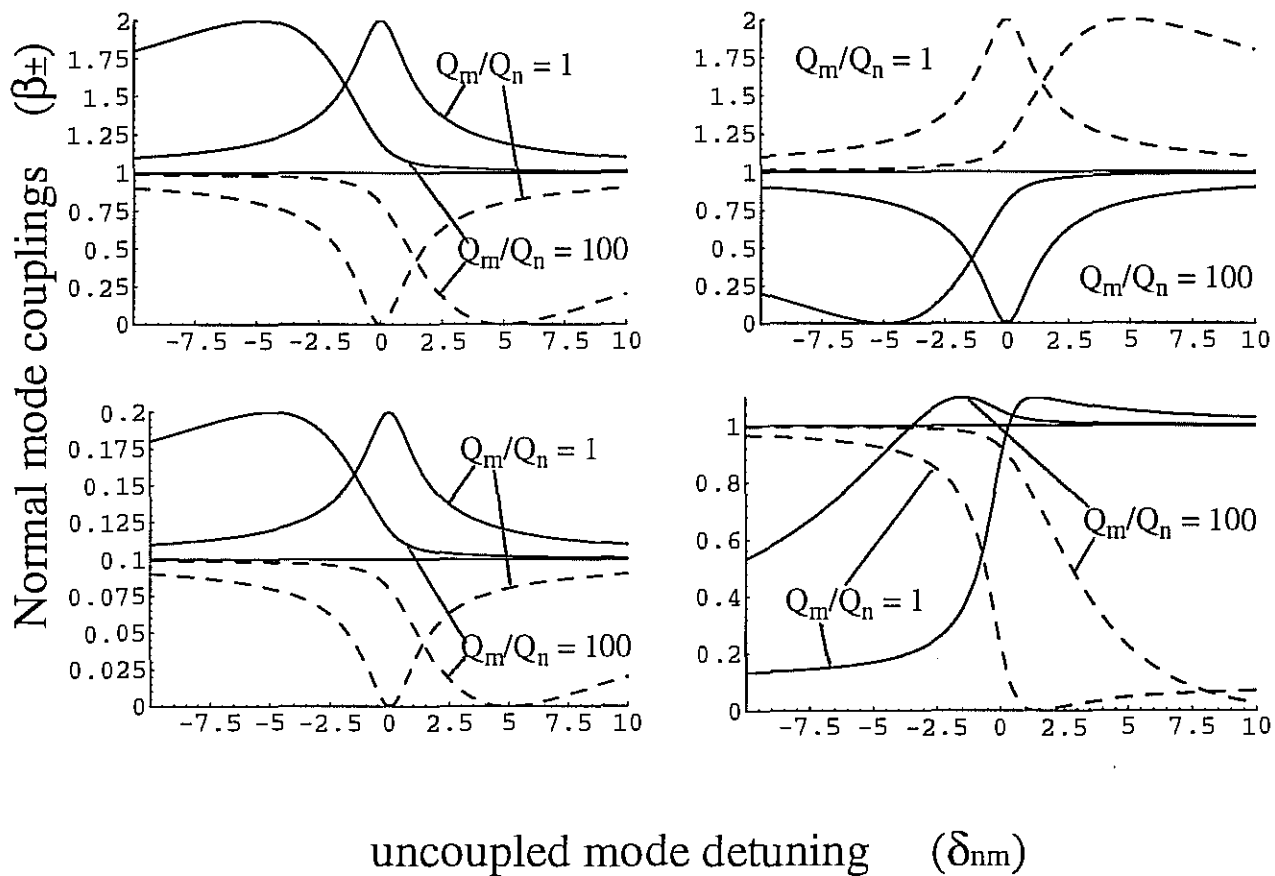 Normal mode couplings (β±)
2
1.75
1.5
1.25
1
0.75
0.5
0.25
0
-7.5 -5 -2.5 0 2.5 5 7.5 10
Qm/Qn = 1
Qm/Qn = 100
2
1.75
1.5
1.25
1
0.75
0.5
0.25
0
-7.5 -5 -2.5 0 2.5 5 7.5 10
Qm/Qn = 1
Qm/Qn = 100
0.2
0.175
0.15
0.125
0.1
0.075
0.05
0.025
0
-7.5 -5 -2.5 0 2.5 5 7.5 10
Qm/Qn = 1
Qm/Qn = 100
1
0.8
0.6
0.4
0.2
0
-7.5 -5 -2.5 0 2.5 5 7.5 10
Qm/Qn = 100
Qm/Qn = 1
uncoupled mode detuning (δnm)